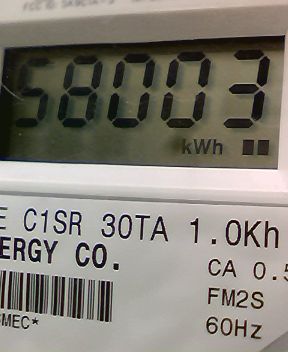 58003
kWh
E C1SR 30TA 1.0Kh
ERGY CO.
CA 0.5
FM2S
MEC*
60Hz